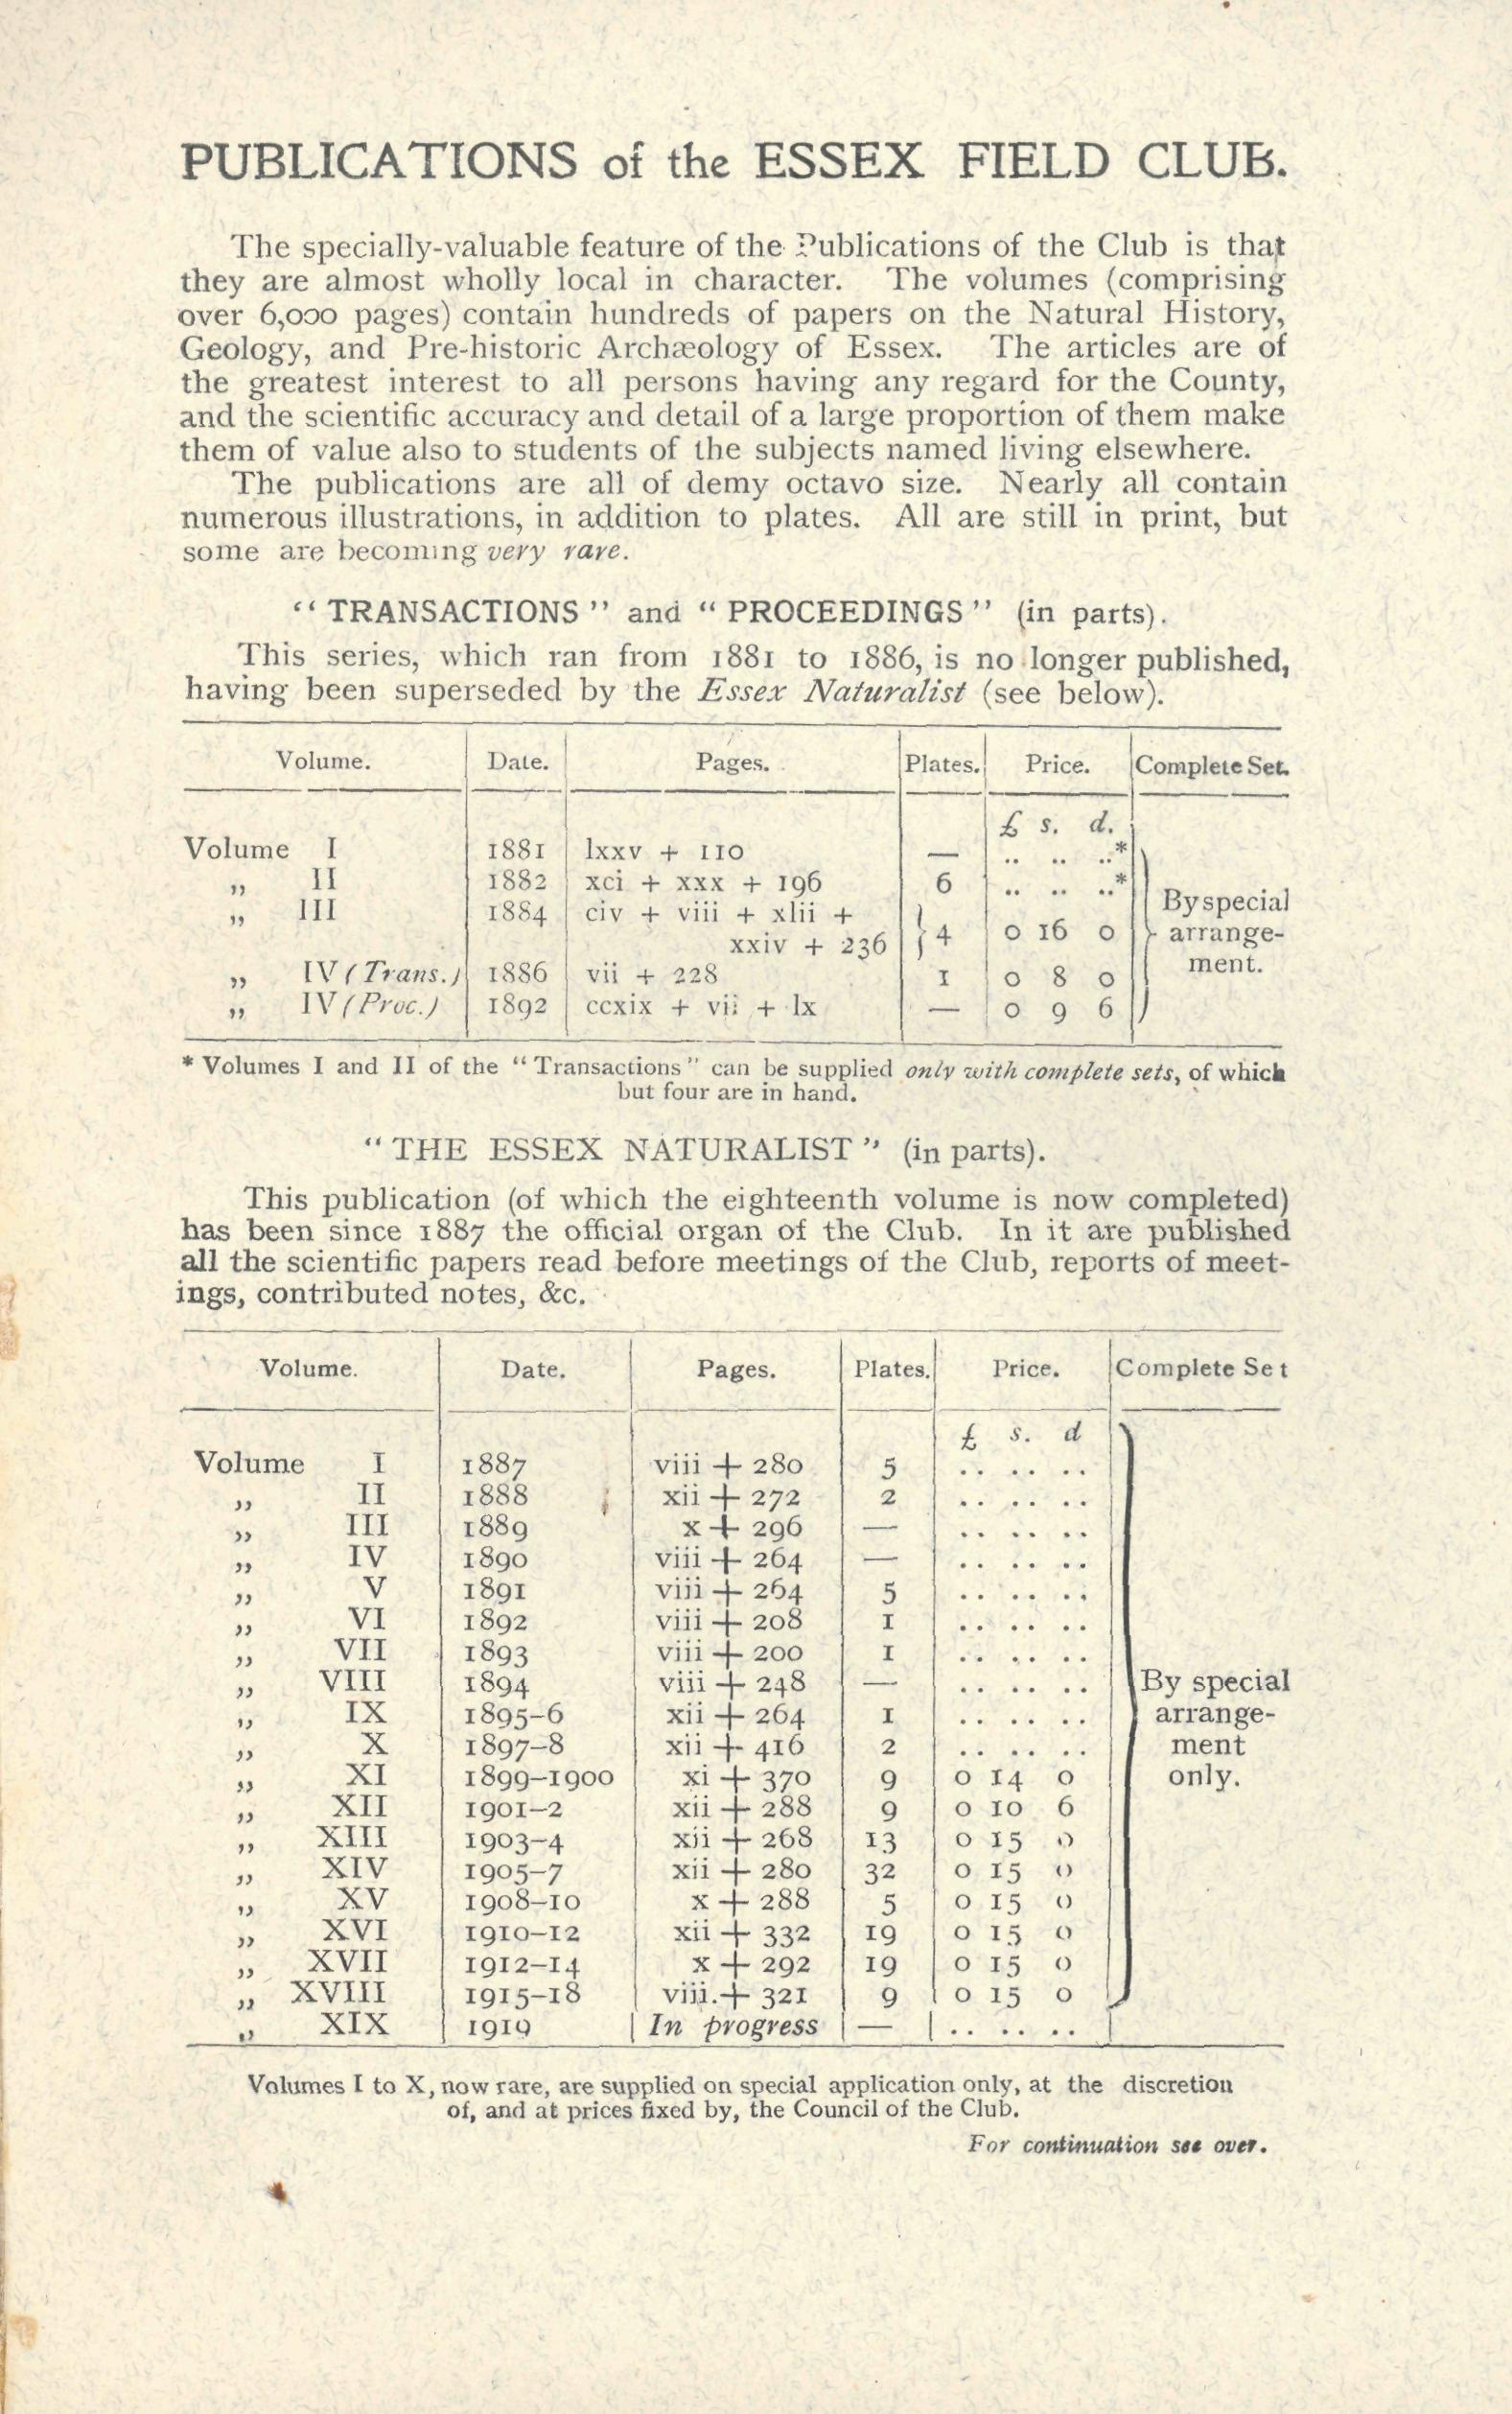 PUBLICATIONS of the ESSEX FIELD CLUB.
The specially-valuable feature of the Publications of the Club is that
they are almost wholly local in character. The volumes (comprising
over 6,000 pages) contain hundreds of papers on the Natural History,
Geology, and Pre-historic Archæology of Essex. The articles are of
the greatest interest to all persons having any regard for the County,
and the scientific accuracy and detail of a large proportion of them make
them of value also to students of the subjects named living elsewhere.
The publications are all of demy octavo size. Nearly all contain
numerous illustrations, in addition to plates. All are still in print, but
some are becoming very rare.
“TRANSACTIONS” and “PROCEEDINGS” (in parts).
This series, which ran from 1881 to 1886, is no longer published,
having been superseded by the Essex Naturalist (see below).
Volume. Date. Pages. Plates. Price. Complete Set.
£ s. d.
Volume I 1881 lxxv + 110 — .. .. ..*
„ II 1882 xci + xxx + 196 6 .. .. ..*
„ III 1884 civ + viii + xlii +
xxiv + 236 } 4 0 16 0
„ IV (Trans.) 1886 vii + 228 1 0 8 0
„ IV (Proc.) 1892 ccxix + vii + lx — 0 9 6
By special
arrange-
ment.
* Volumes I and II of the “Transactions” can be supplied only with complete sets, of which
but four are in hand.
“THE ESSEX NATURALIST” (in parts).
This publication (of which the eighteenth volume is now completed)
has been since 1887 the official organ of the Club. In it are published
all the scientific papers read before meetings of the Club, reports of meet-
ings, contributed notes, &c.
Volume. Date. Pages. Plates. Price. Complete Set
£ s. d
Volume I 1887 viii + 280 5 .. .. ..
„ II 1888 xii + 272 2 .. .. ..
„ III 1889 x + 296 — .. .. ..
„ IV 1890 viii + 264 — .. .. ..
„ V 1891 viii + 264 5 .. .. ..
„ VI 1892 viii + 208 1 .. .. ..
„ VII 1893 viii + 200 1 .. .. ..
„ VIII 1894 viii + 248 — .. .. ..
„ IX 1895-6 xii + 264 1 .. .. ..
„ X 1897-8 xii + 416 2 .. .. ..
„ XI 1899-1900 xi + 370 9 0 14 0
„ XII 1901-2 xii + 288 9 0 10 6
„ XIII 1903-4 xii + 268 13 0 15 0
„ XIV 1905-7 xii + 280 32 0 15 0
„ XV 1908-10 x + 288 5 0 15 0
„ XVI 1910-12 xii + 332 19 0 15 0
„ XVII 1912-14 x + 292 19 0 15 0
„ XVIII 1915-18 viii. + 321 9 0 15 0
„ XIX 1919 In progress — .. .. ..
By special
arrange-
ment
only.
Volumes I to X, now rare, are supplied on special application only, at the discretion
of, and at prices fixed by, the Council of the Club.
For continuation see over.